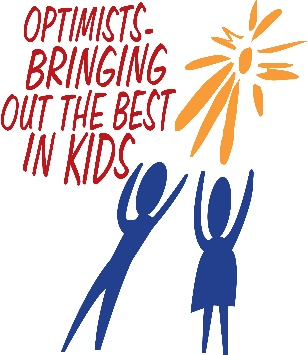 OPTIMISTS-
BRINGING
OUT THE BEST
IN KIDS